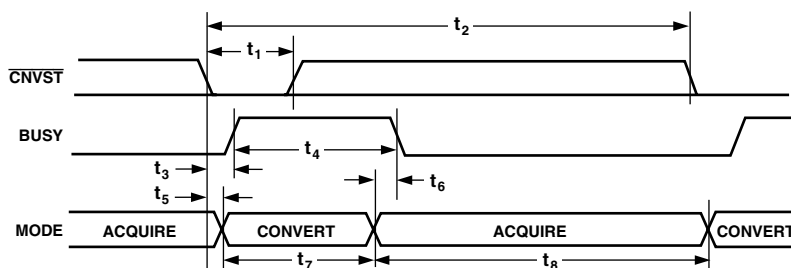 t2
t1
CNVST
BUSY
t4
t3
t6
t5
MODE ACQUIRE CONVERT ACQUIRE CONVERT
t7 t8